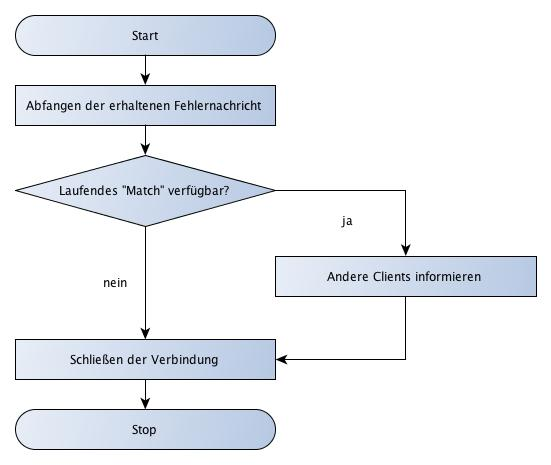 Start
Abfangen der erhaltenen Fehlernachricht
Laufendes "Match" verfügbar?
ja
Andere Clients informieren
nein
Schließen der Verbindung
Stop